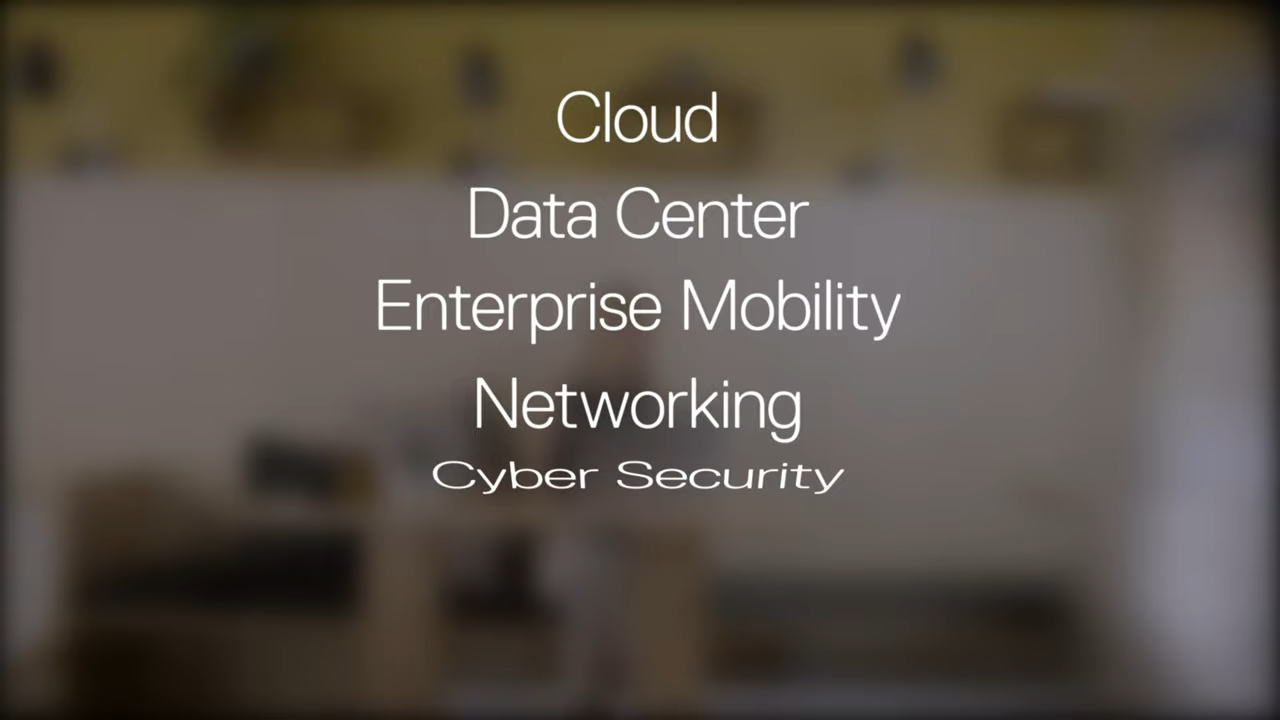 Cloud
Data Center
Enterprise Mobility
Networking
Cyber Security